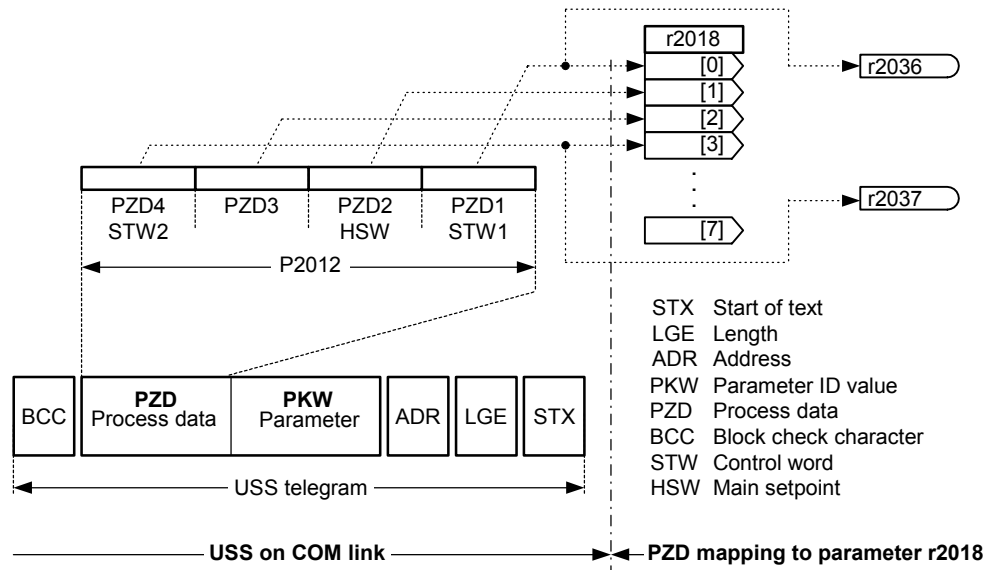 r2018
[0]
r2036
[1]
[2]
[3]
PZD4 PZD3 PZD2 PZD1
STW2 HSW STW1
r2037
[7]
P2012
STX Start of text
LGE Length
ADR Address
PKW Parameter ID value
PZD Process data
BCC Block check character
STW Control word
HSW Main setpoint
BCC
PZD
Process data
PKW
Parameter
ADR
LGE
STX
USS telegram
USS on COM link
PZD mapping to parameter r2018